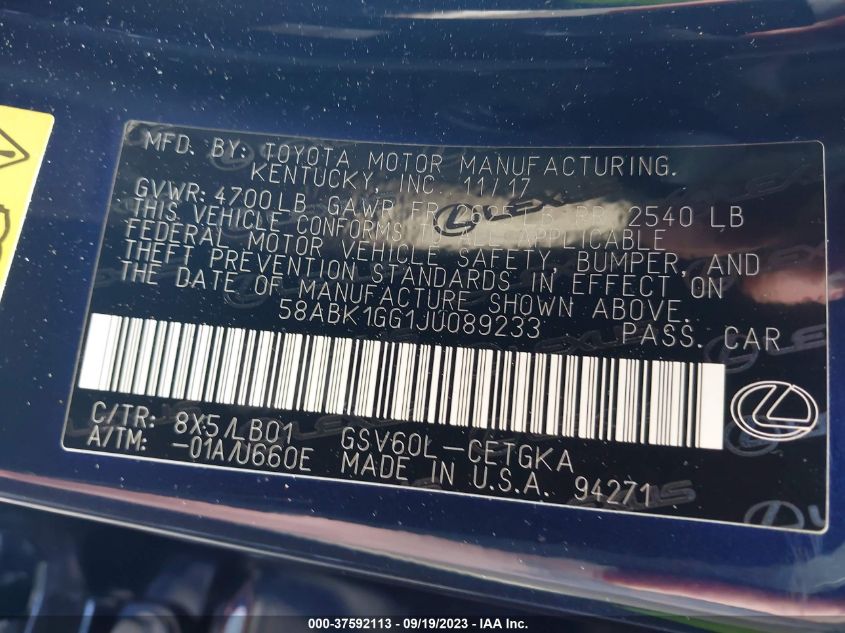 MFD. BY: TOYOTA MOTOR MANUFACTURING.
KENTUCKY, INC. 11/17
GVWR: 4700 LB GAWR FR RR 2540 LB
THIS VEHICLE CONFORMS TO ALL APPLICABLE
FEDERAL MOTOR VEHICLE SAFETY, BUMPER, AND
THEFT PREVENTION STANDARDS IN EFFECT ON
THE DATE OF MANUFACTURE SHOWN ABOVE.
58ABK1GG1JU089233 PASS. CAR
C/TR: 8X5/LB01 GSV60L-CETGKA
A/TM: -01A/U660E MADE IN U.S.A. 94271
000-37592113 - 09/19/2023 - IAA Inc.